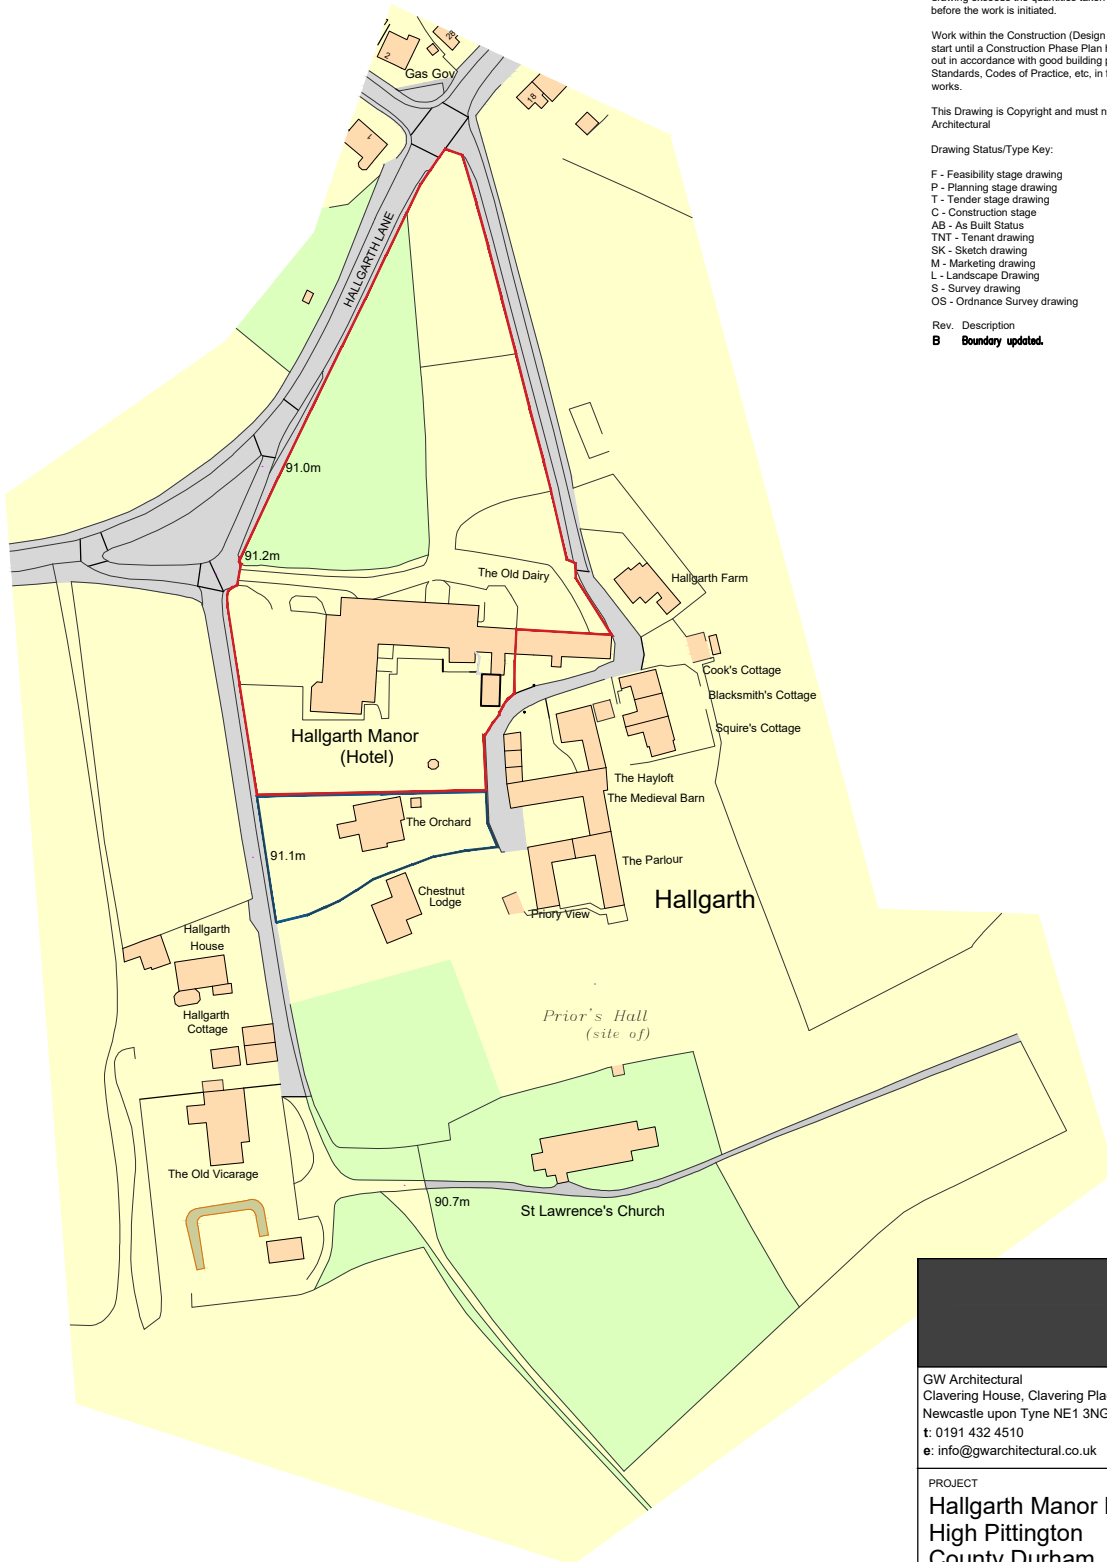 before the work is initiated.
Work within the Construction (Design
start until a Construction Phase Plan
out in accordance with good building
Standards, Codes of Practice, etc, in
works.
This Drawing is Copyright and must
Architectural
Drawing Status/Type Key:
F - Feasibility stage drawing
P - Planning stage drawing
T - Tender stage drawing
C - Construction stage
AB - As Built Status
TNT - Tenant drawing
SK - Sketch drawing
M - Marketing drawing
L - Landscape Drawing
S - Survey drawing
OS - Ordnance Survey drawing
Rev. Description
B Boundary updated.
2
28
Gas Gov
18
1
HALLGARTH LANE
91.0m
91.2m
The Old Dairy
Hallgarth Farm
Cook's Cottage
Blacksmith's Cottage
Squire's Cottage
Hallgarth Manor
(Hotel)
The Hayloft
The Medieval Barn
The Orchard
91.1m
The Parlour
Chestnut
Lodge
Hallgarth
Priory View
Hallgarth
House
Hallgarth
Cottage
Prior's Hall
(site of)
The Old Vicarage
90.7m
St Lawrence's Church
GW Architectural
Clavering House, Clavering
Newcastle upon Tyne NE1 3NG
t: 0191 432 4510
e: info@gwarchitectural.co.uk
PROJECT
Hallgarth Manor
High Pittington
County Durham